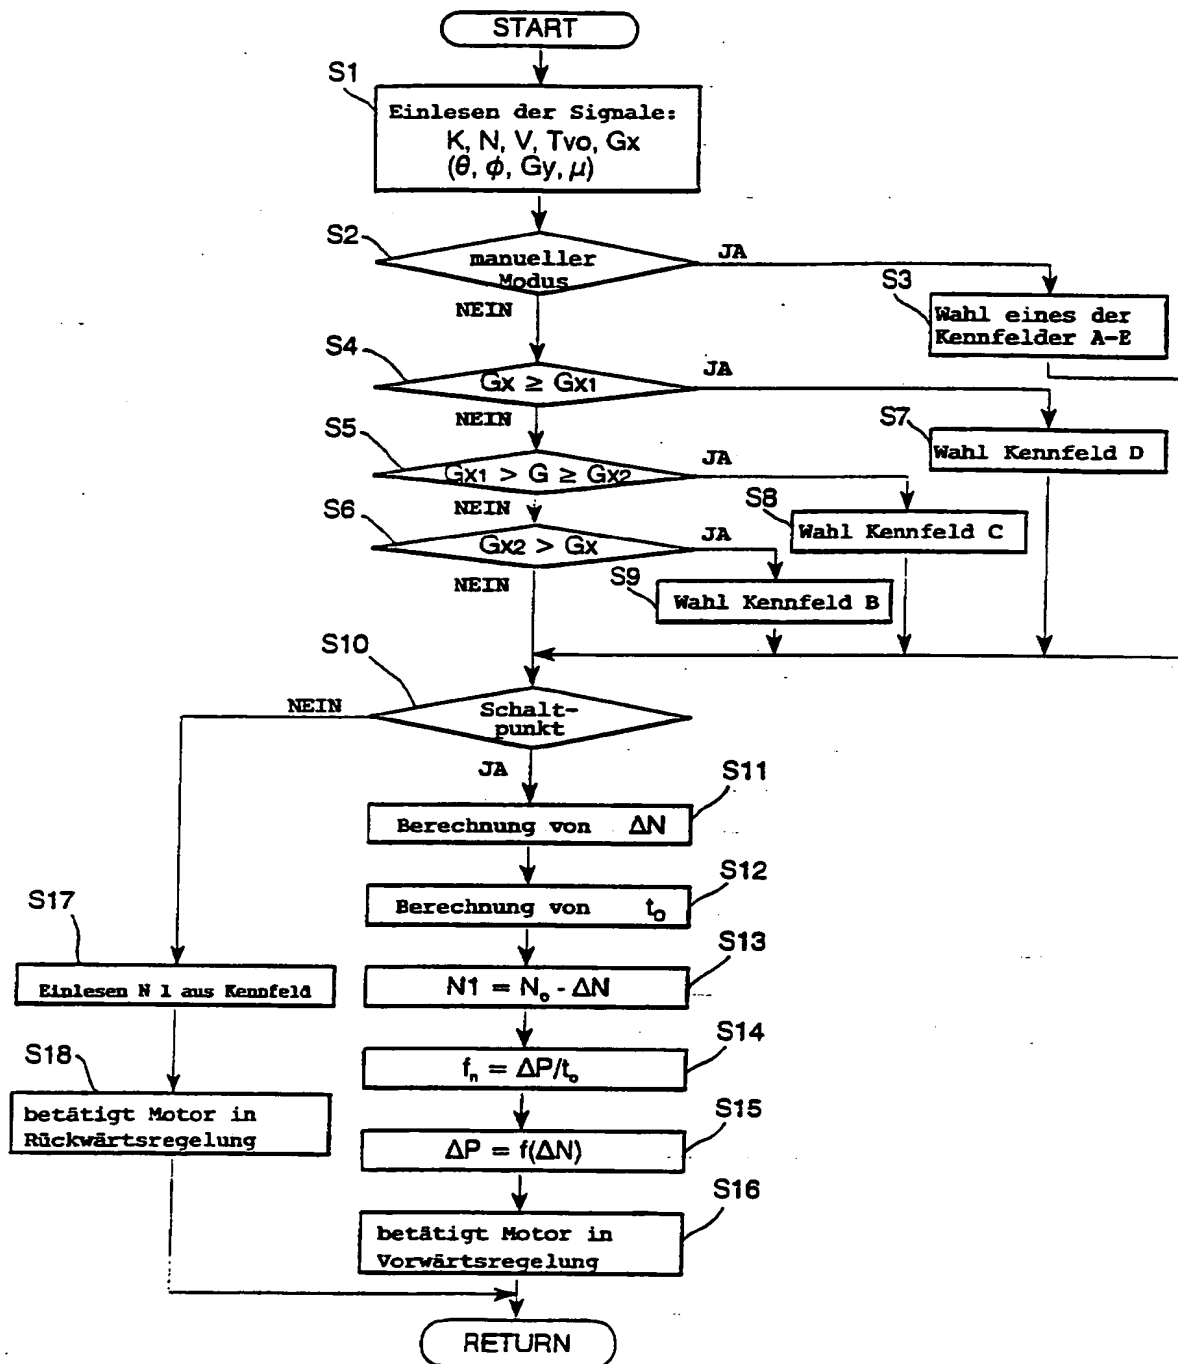 START
S1
Einlesen der Signale:
K, N, V, Tvo, Gx
(θ, ϕ, Gy, μ)
S2
manueller
Modus
JA
NEIN
S3
Wahl eines der
Kennfelder A-E
S4
Gx ≥ Gx1
JA
NEIN
S7
Wahl Kennfeld D
S5
Gx1 > G ≥ Gx2
JA
NEIN
S8
Wahl Kennfeld C
S6
Gx2 > Gx
JA
NEIN
S9
Wahl Kennfeld B
S10
Schalt-
punkt
NEIN
JA
S11
Berechnung von ΔN
S12
Berechnung von to
S17
Einlesen N 1 aus Kennfeld
S13
N1 = No - ΔN
S14
fn = ΔP/to
S18
betätigt Motor in
Rückwärtsregelung
S15
ΔP = f(ΔN)
S16
betätigt Motor in
Vorwärtsregelung
RETURN